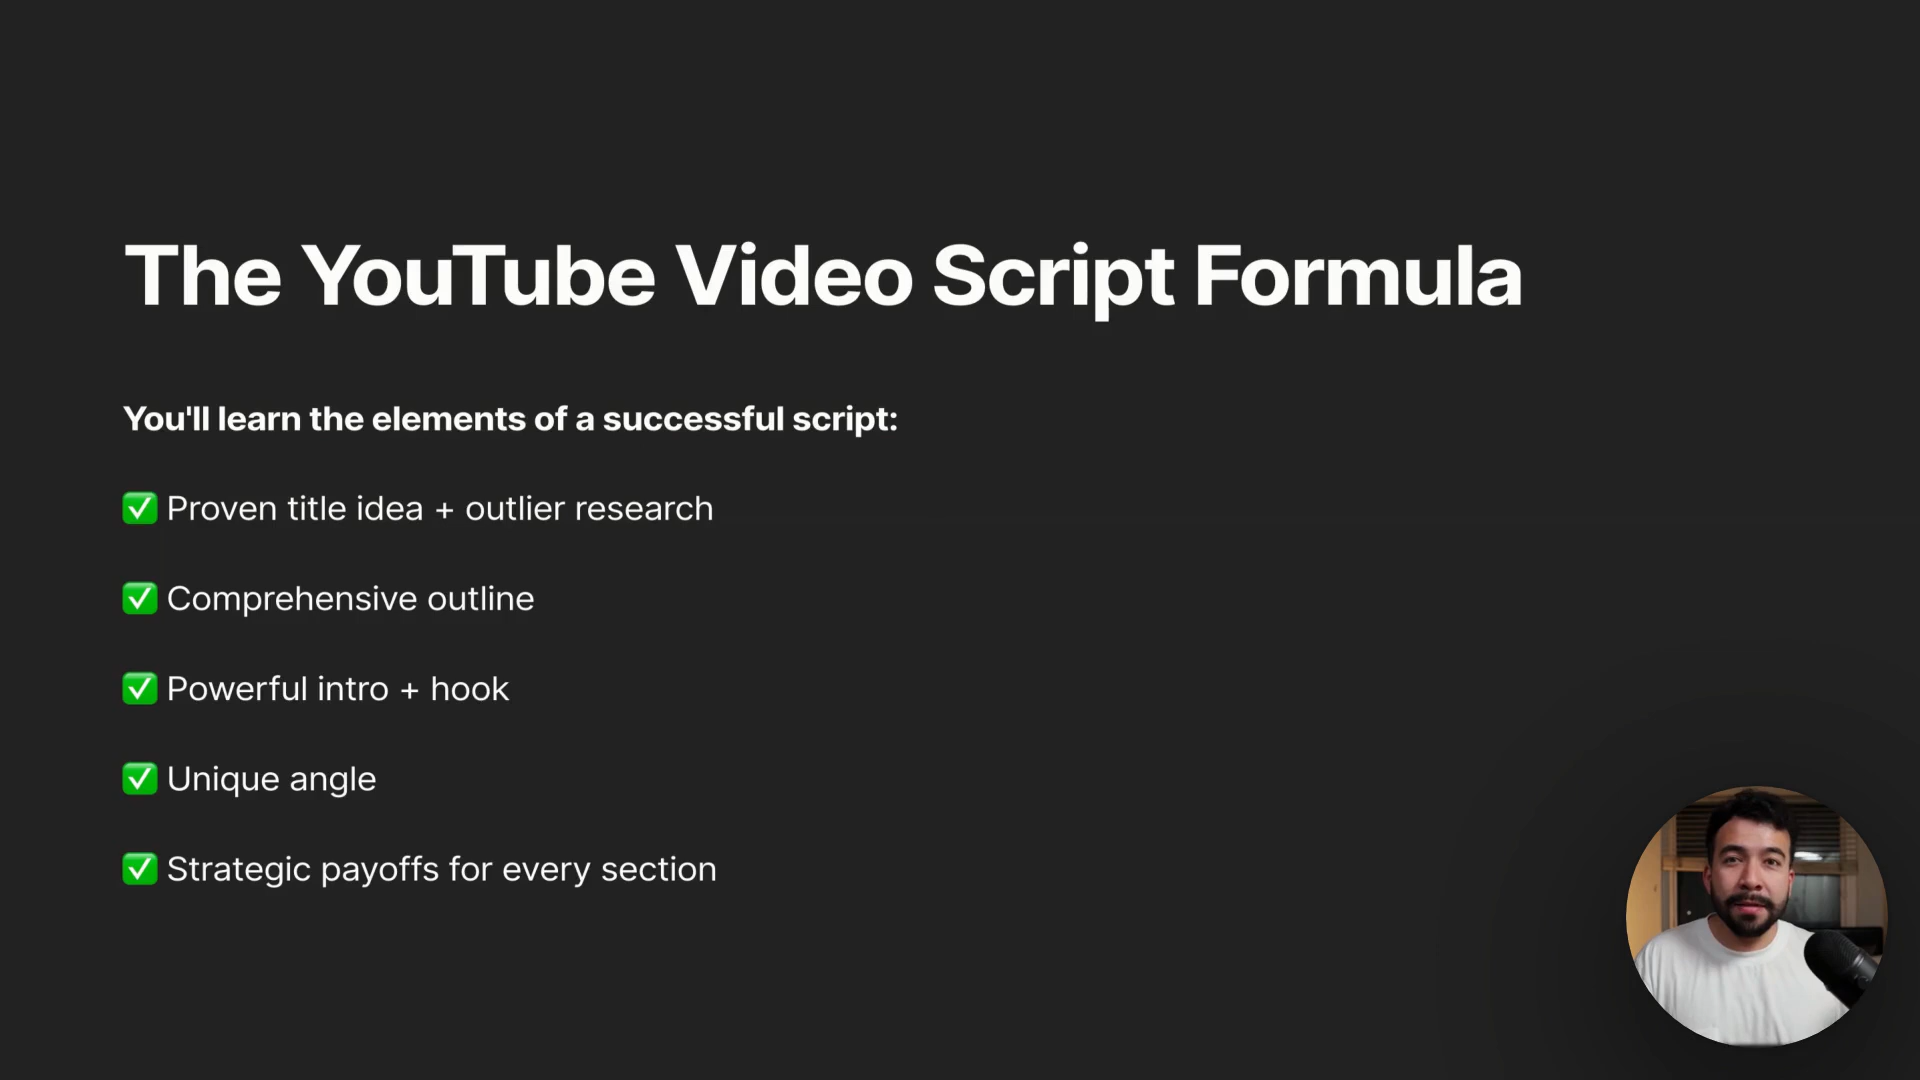 The YouTube Video Script Formula
You'll learn the elements of a successful script:
✅ Proven title idea + outlier research
✅ Comprehensive outline
✅ Powerful intro + hook
✅ Unique angle
✅ Strategic payoffs for every section